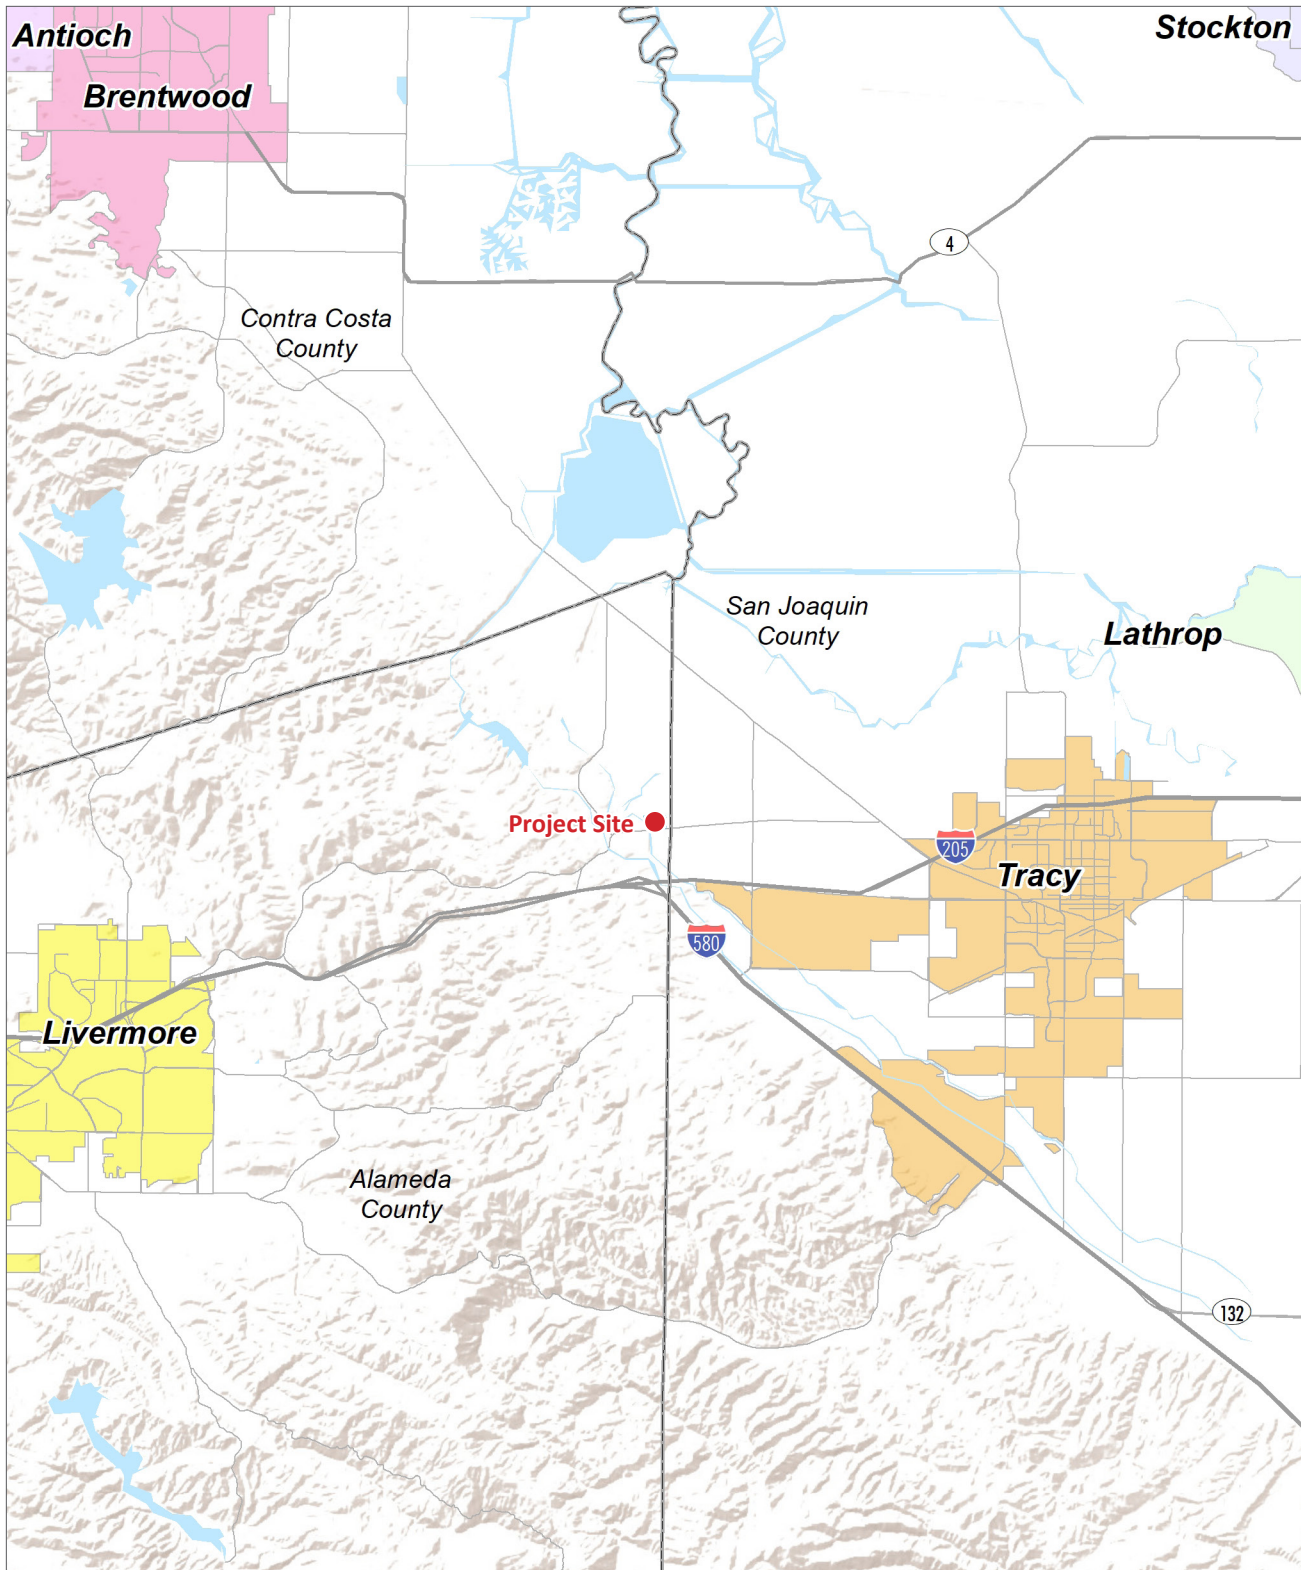 Antioch
Stockton
Brentwood
4
Contra Costa
County
San Joaquin
County
Lathrop
Project Site
205
Tracy
580
Livermore
Alameda
County
132